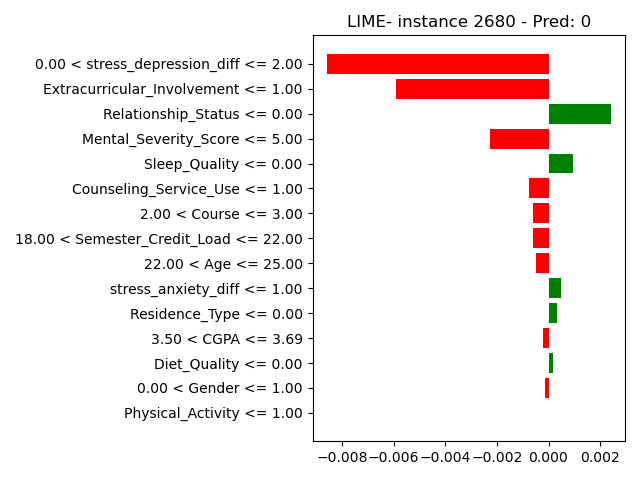 LIME- instance 2680 - Pred: 0
0.00 < stress_depression_diff <= 2.00
Extracurricular_Involvement <= 1.00
Relationship_Status <= 0.00
Mental_Severity_Score <= 5.00
Sleep_Quality <= 0.00
Counseling_Service_Use <= 1.00
2.00 < Course <= 3.00
18.00 < Semester_Credit_Load <= 22.00
22.00 < Age <= 25.00
stress_anxiety_diff <= 1.00
Residence_Type <= 0.00
3.50 < CGPA <= 3.69
Diet_Quality <= 0.00
0.00 < Gender <= 1.00
Physical_Activity <= 1.00
−0.008 −0.006 −0.004 −0.002 0.000 0.002